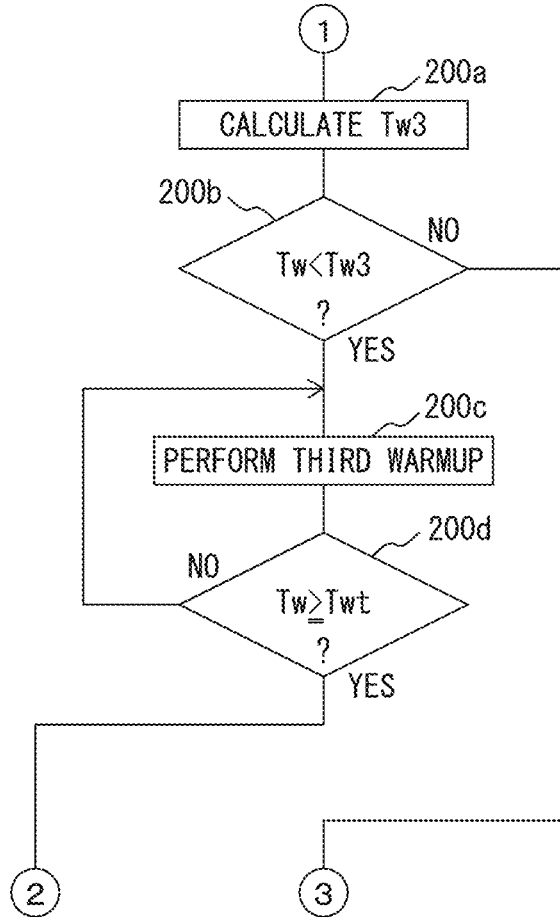 1
200a
CALCULATE Tw3
200b
NO
Tw<Tw3
?
YES
200c
PERFORM THIRD WARMUP
200d
NO
Tw≧Twt
?
YES
2
3